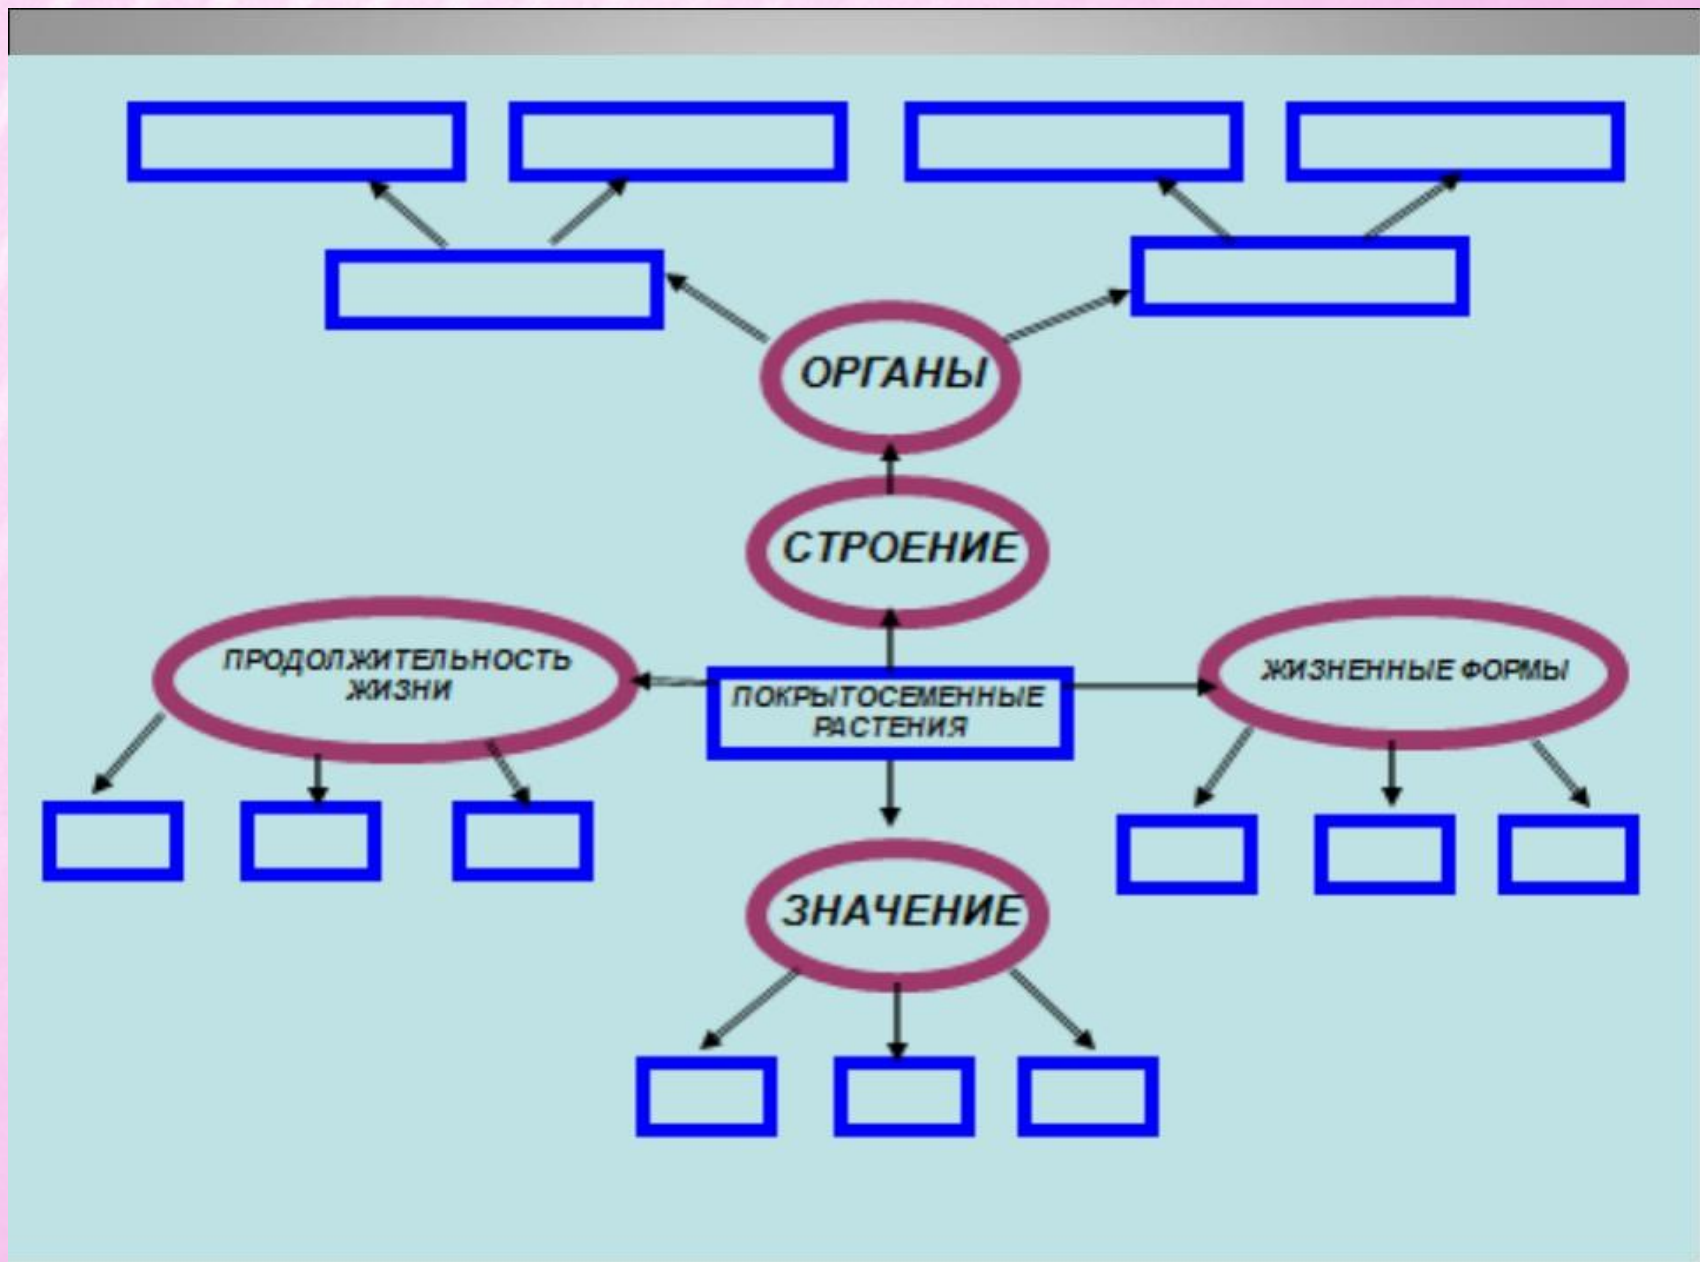 ОРГАНЫ
СТРОЕНИЕ
ПРОДОЛЖИТЕЛЬНОСТЬ
ЖИЗНИ
ПОКРЫТОСЕМЕННЫЕ
РАСТЕНИЯ
ЖИЗНЕННЫЕ ФОРМЫ
ЗНАЧЕНИЕ